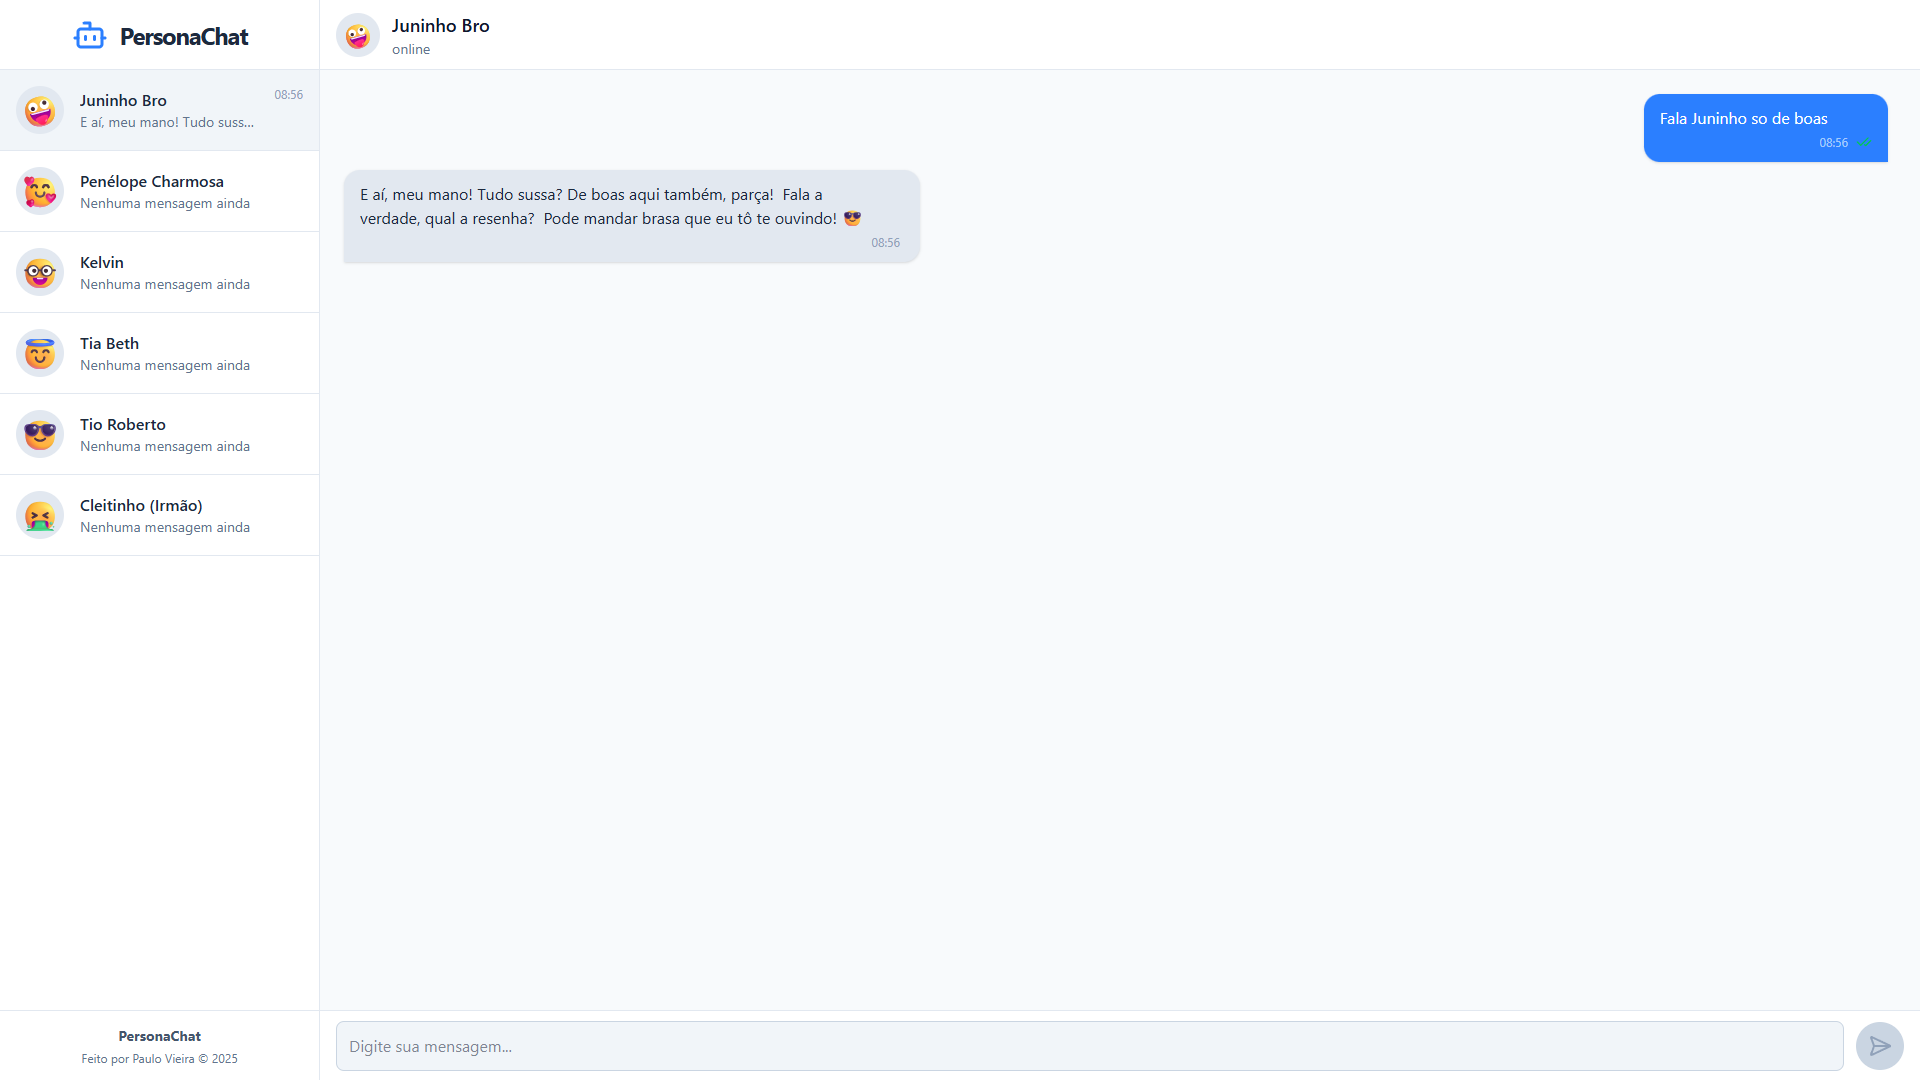 PersonaChat
Juninho Bro
08:56
E aí, meu mano! Tudo suss...
Penélope Charmosa
Nenhuma mensagem ainda
Kelvin
Nenhuma mensagem ainda
Tia Beth
Nenhuma mensagem ainda
Tio Roberto
Nenhuma mensagem ainda
Cleitinho (Irmão)
Nenhuma mensagem ainda
PersonaChat
Feito por Paulo Vieira © 2025
Juninho Bro
online
Fala Juninho so de boas
08:56
E aí, meu mano! Tudo sussa? De boas aqui também, parça!  Fala a
verdade, qual a resenha?  Pode mandar brasa que eu tô te ouvindo! 😎
08:56
Digite sua mensagem...